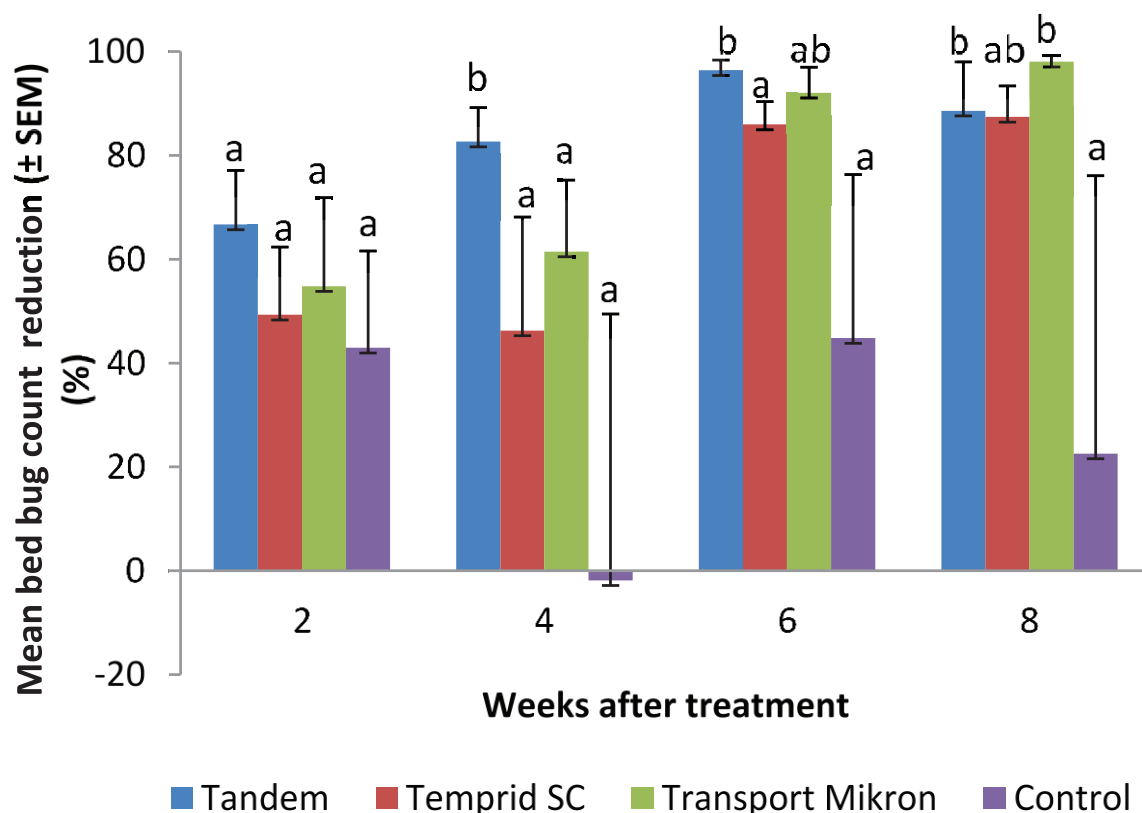 Mean bed bug count reduction (± SEM)
(%)
100
80
60
40
20
0
-20
a
a
a
a
b
a
a
a
b
a
ab
a
b
ab
b
a
2
4
6
8
Weeks after treatment
Tandem
Temprid SC
Transport Mikron
Control